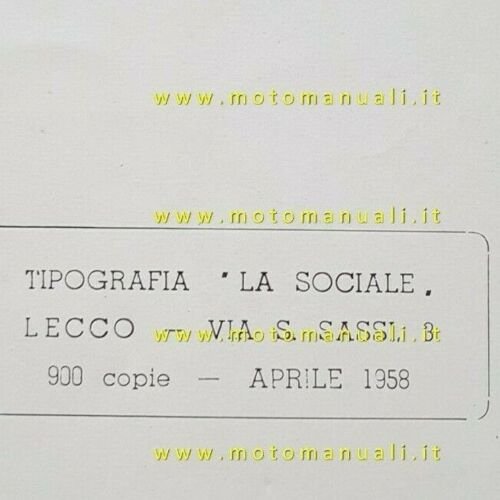 www.motomanuali.it
www.motomanuali.it
TIPOGRAFIA " LA SOCIALE „
LECCO — VIA S. SASSI, 3
www.motomanuali.it
900 copie — APRILE 1958
www.motomanuali.it